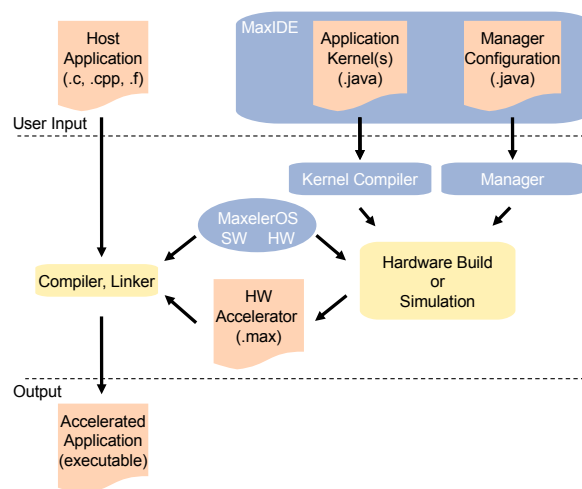 MaxIDE
Host
Application
(.c, .cpp, .f)
Application
Kernel(s)
(.java)
Manager
Configuration
(.java)
User Input
Kernel Compiler
Manager
MaxelerOS
SW HW
Compiler, Linker
Hardware Build
or
Simulation
HW
Accelerator
(.max)
Output
Accelerated
Application
(executable)